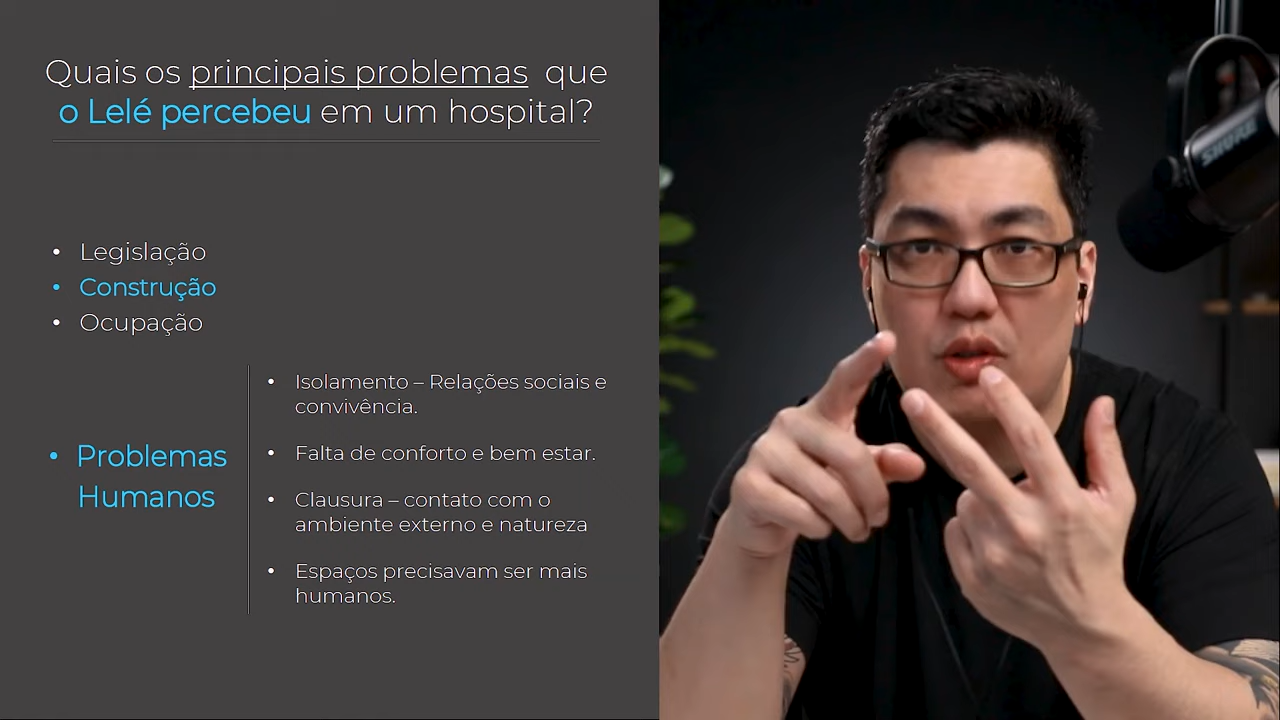 Quais os principais problemas que
o Lelé percebeu em um hospital?
• Legislação
• Construção
• Ocupação
• Problemas
Humanos
• Isolamento – Relações sociais e
convivência.
• Falta de conforto e bem estar.
• Clausura – contato com o
ambiente externo e natureza
• Espaços precisavam ser mais
humanos.
SHURE